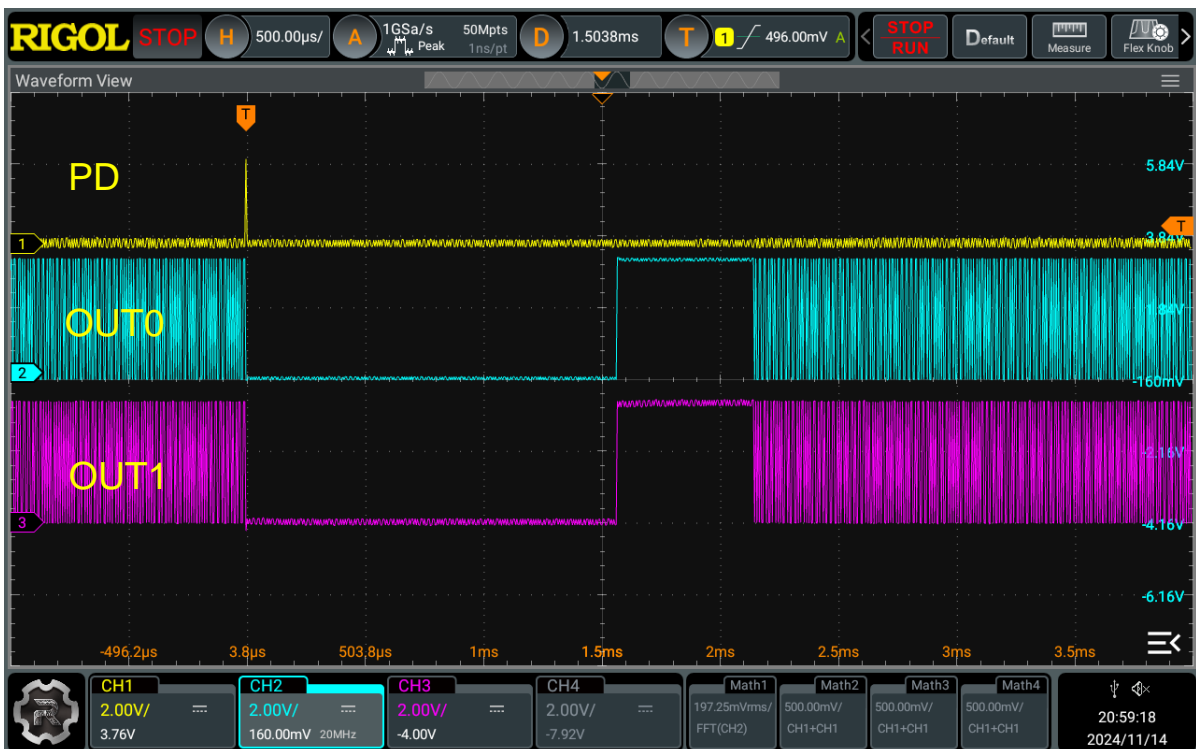 RIGOL STOP H 500.00µs/ A 1GSa/s 50Mpts D 1.5038ms T 1 496.00mV A STOP Default Measure Flex Knob
Peak 1ns/pt RUN
Waveform View
T
PD
5.84V
T
1
3.84V
OUT0
1.84V
2
-160mV
OUT1
-2.16V
3
-4.16V
-6.16V
-496.2µs 3.8µs 503.8µs 1ms 1.5ms 2ms 2.5ms 3ms 3.5ms
CH1 CH2 CH3 CH4 Math1 Math2 Math3 Math4
2.00V/ 2.00V/ 2.00V/ 2.00V/ 197.25mVrms/ 500.00mV/ 500.00mV/ 500.00mV/
3.76V 160.00mV 20MHz -4.00V -7.92V FFT(CH2) CH1+CH1 CH1+CH1 CH1+CH1
20:59:18
2024/11/14